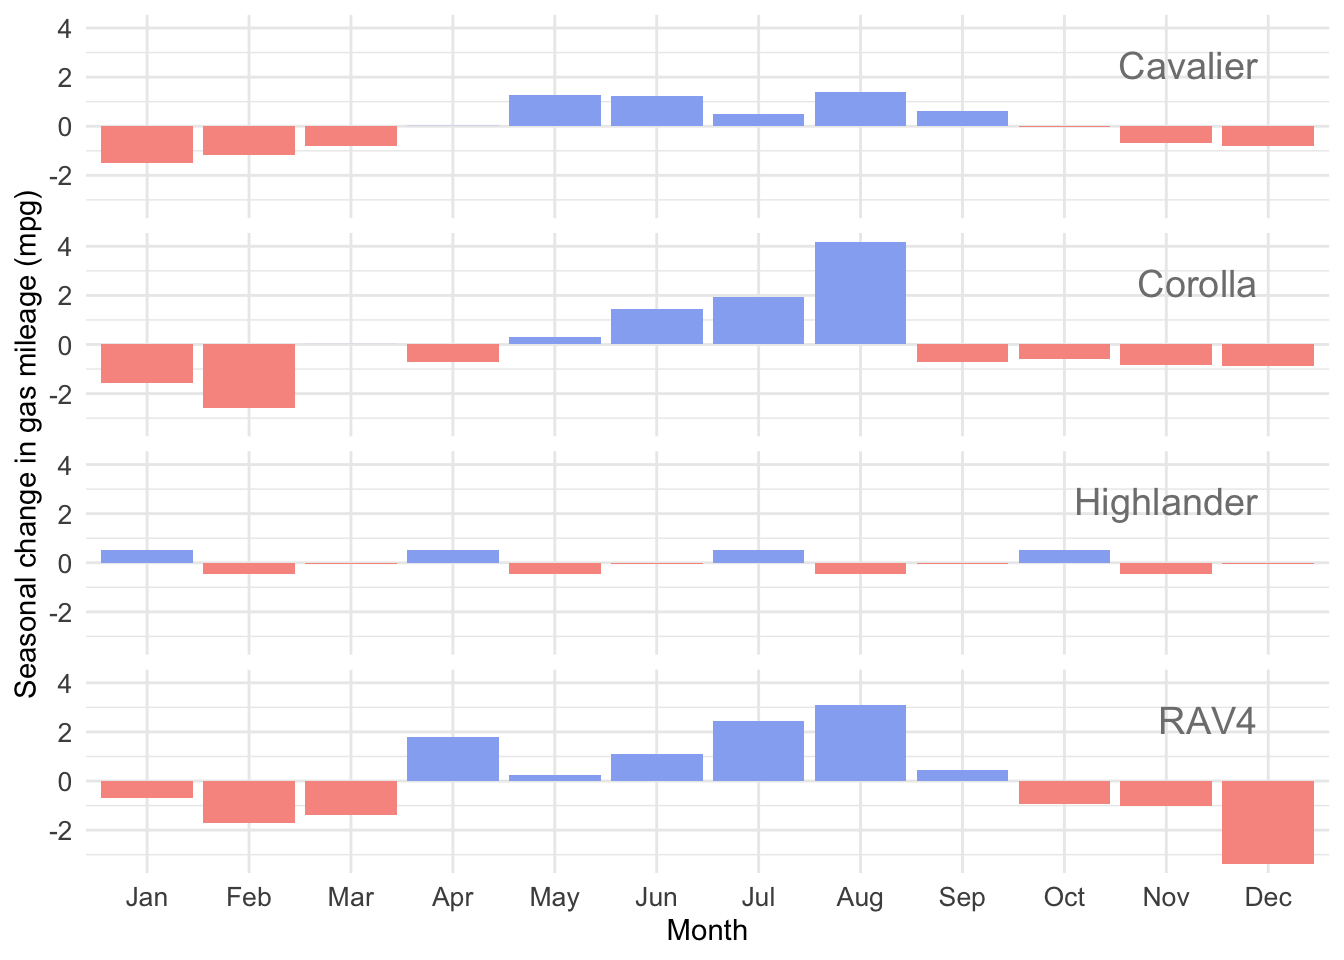 4
Cavalier
2
0
-2
4
Corolla
2
0
-2
4
Highlander
2
0
-2
4
RAV4
2
0
-2
Seasonal change in gas mileage (mpg)
Jan Feb Mar Apr May Jun Jul Aug Sep Oct Nov Dec
Month